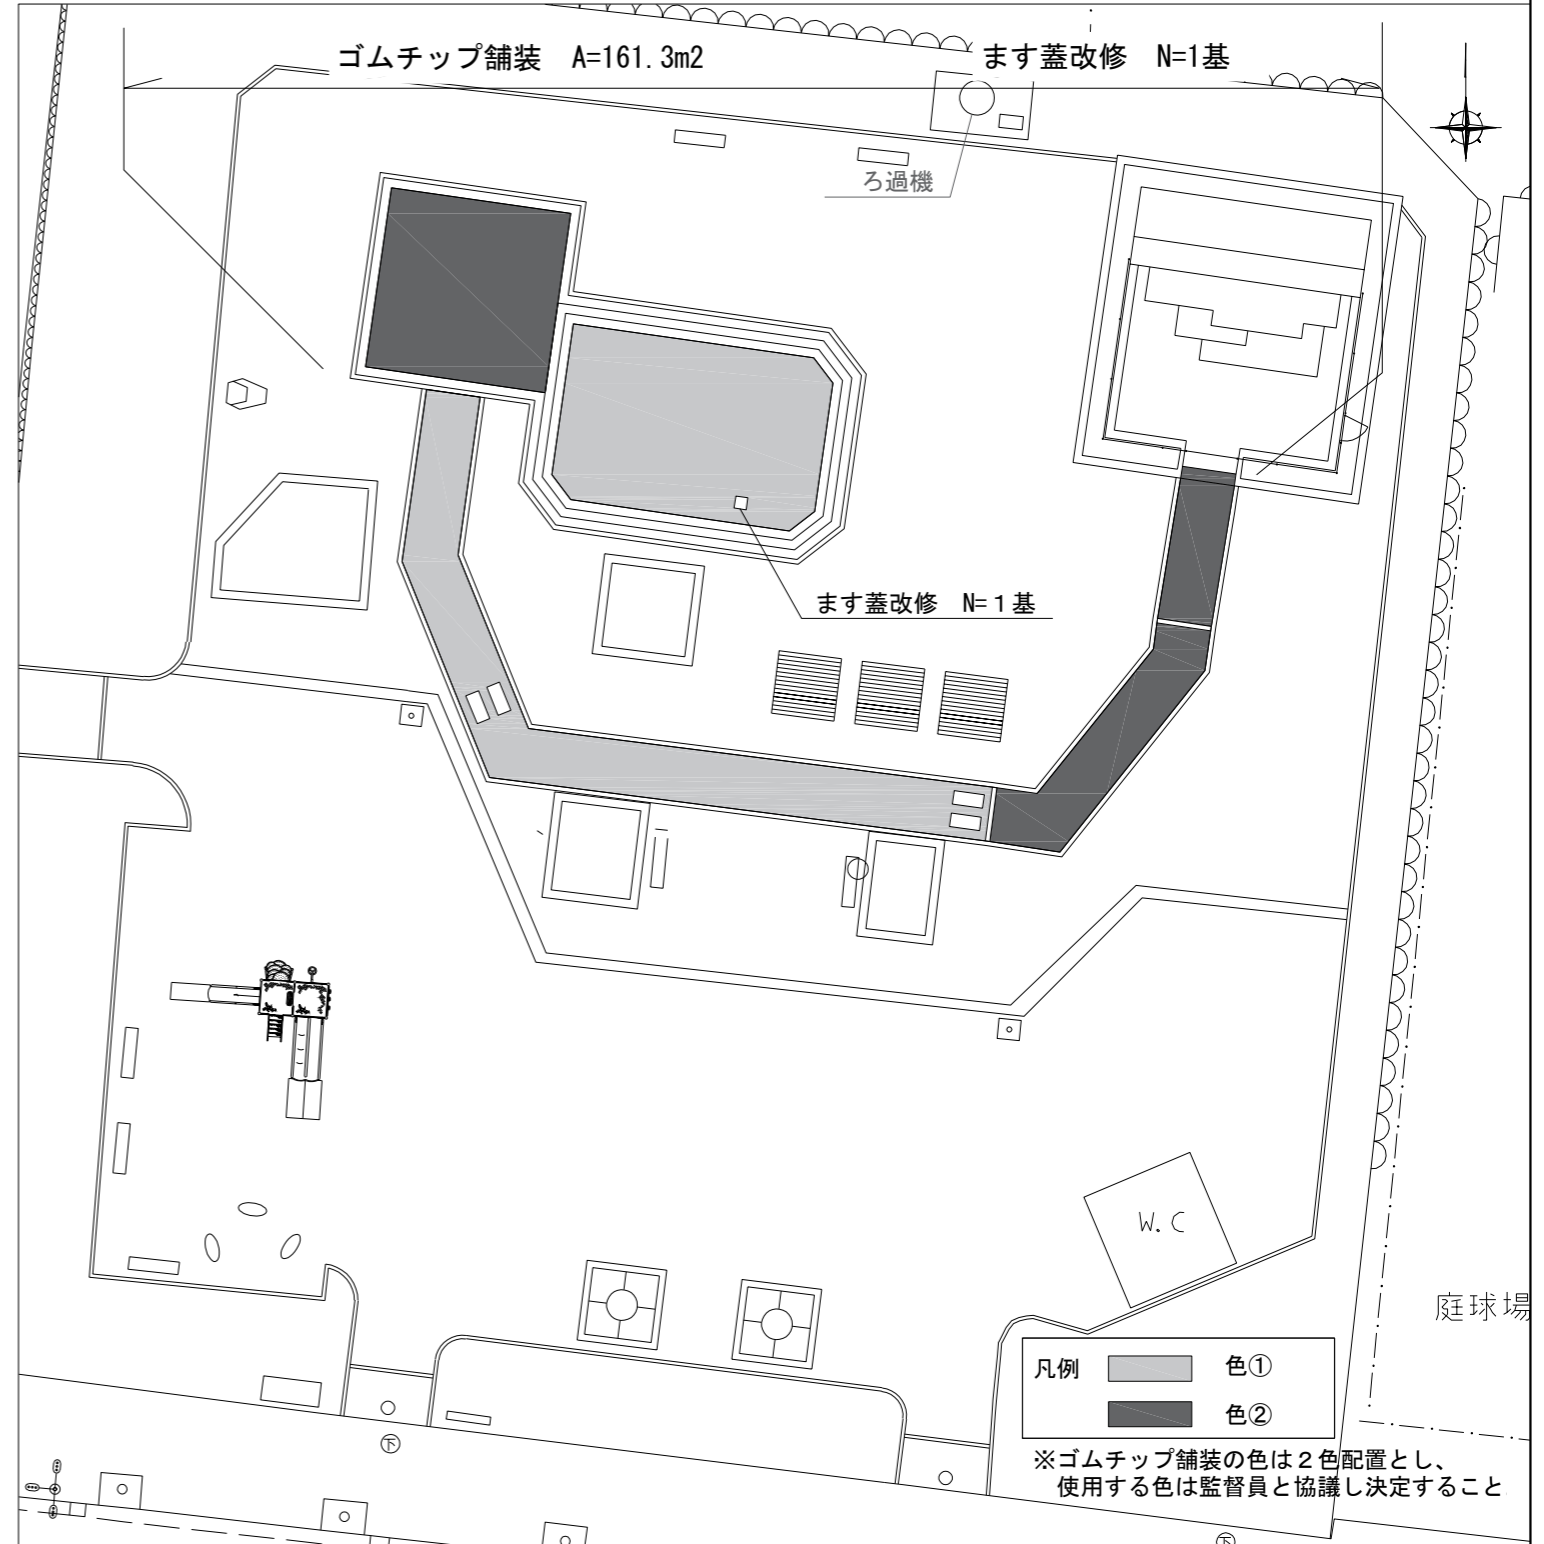 ゴムチップ舗装　A=161.3m2
ます蓋改修　N=1基
ろ過機
ます蓋改修　N=１基
W.C
庭球場
凡例
色①
色②
※ゴムチップ舗装の色は２色配置とし、
使用する色は監督員と協議し決定すること
下
下